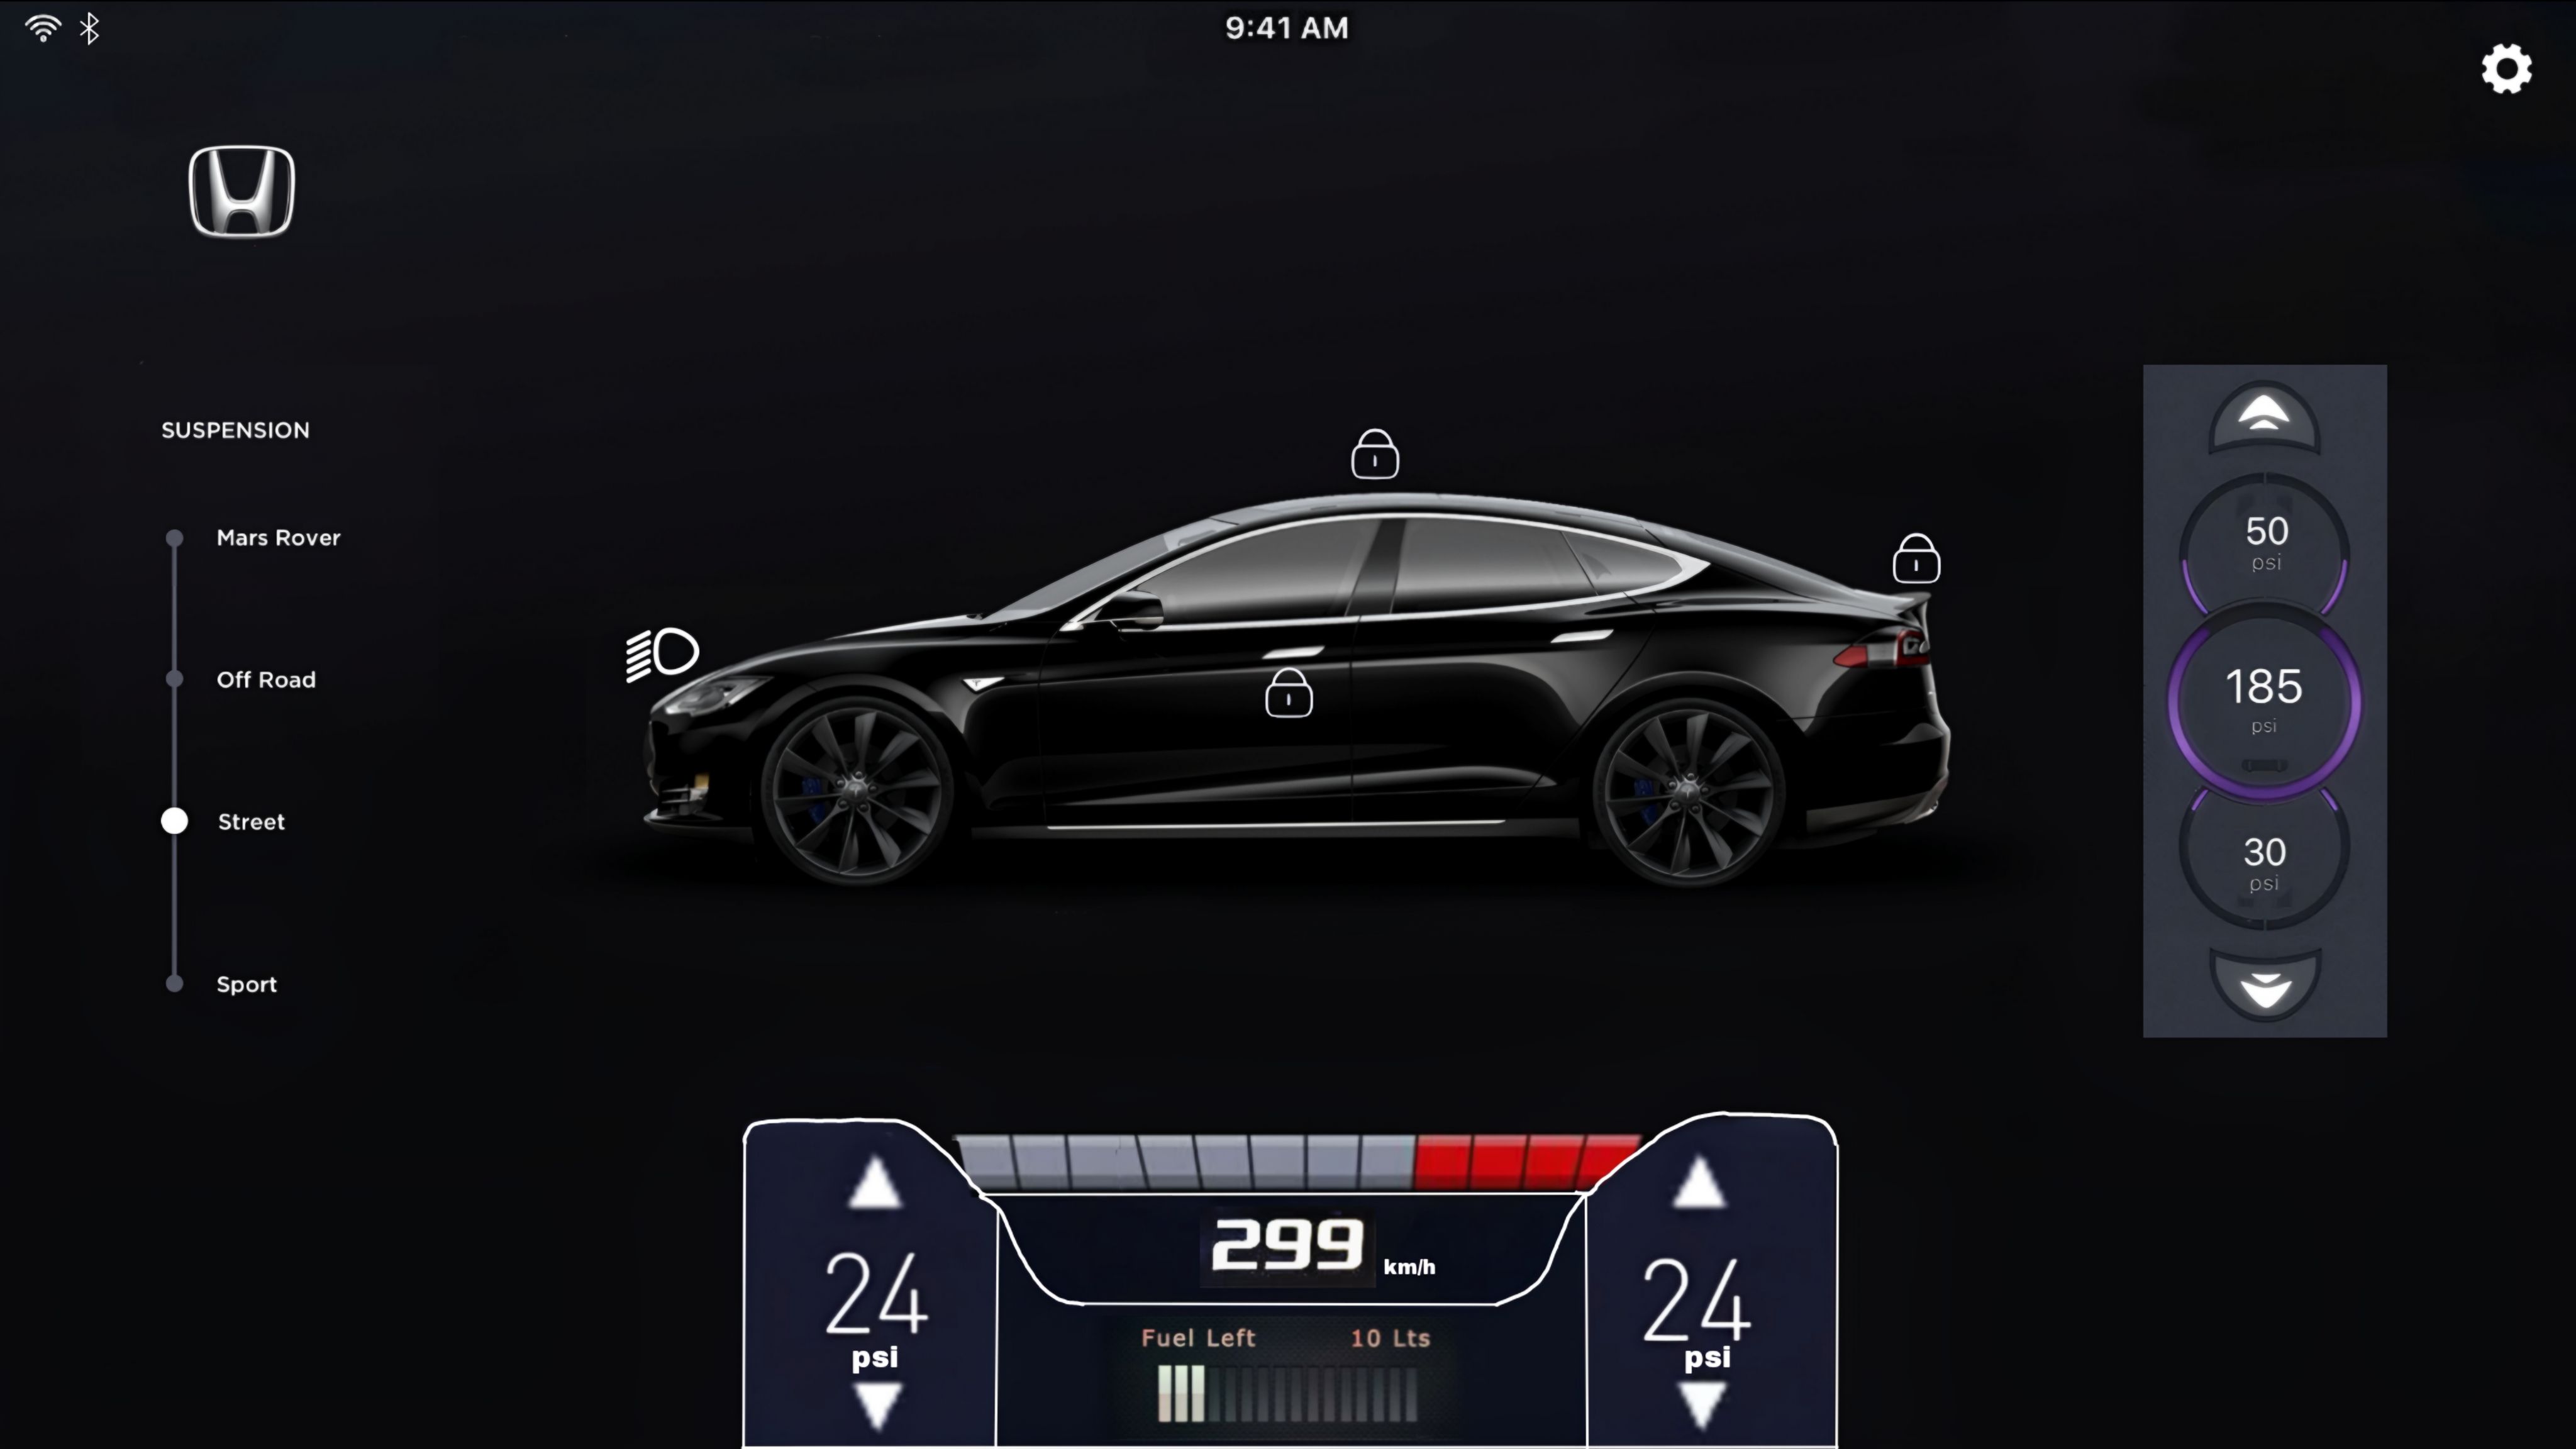 9:41 AM
SUSPENSION
Mars Rover
Off Road
Street
Sport
50
psi
185
psi
30
psi
24
psi
299 km/h
Fuel Left 10 Lts
24
psi